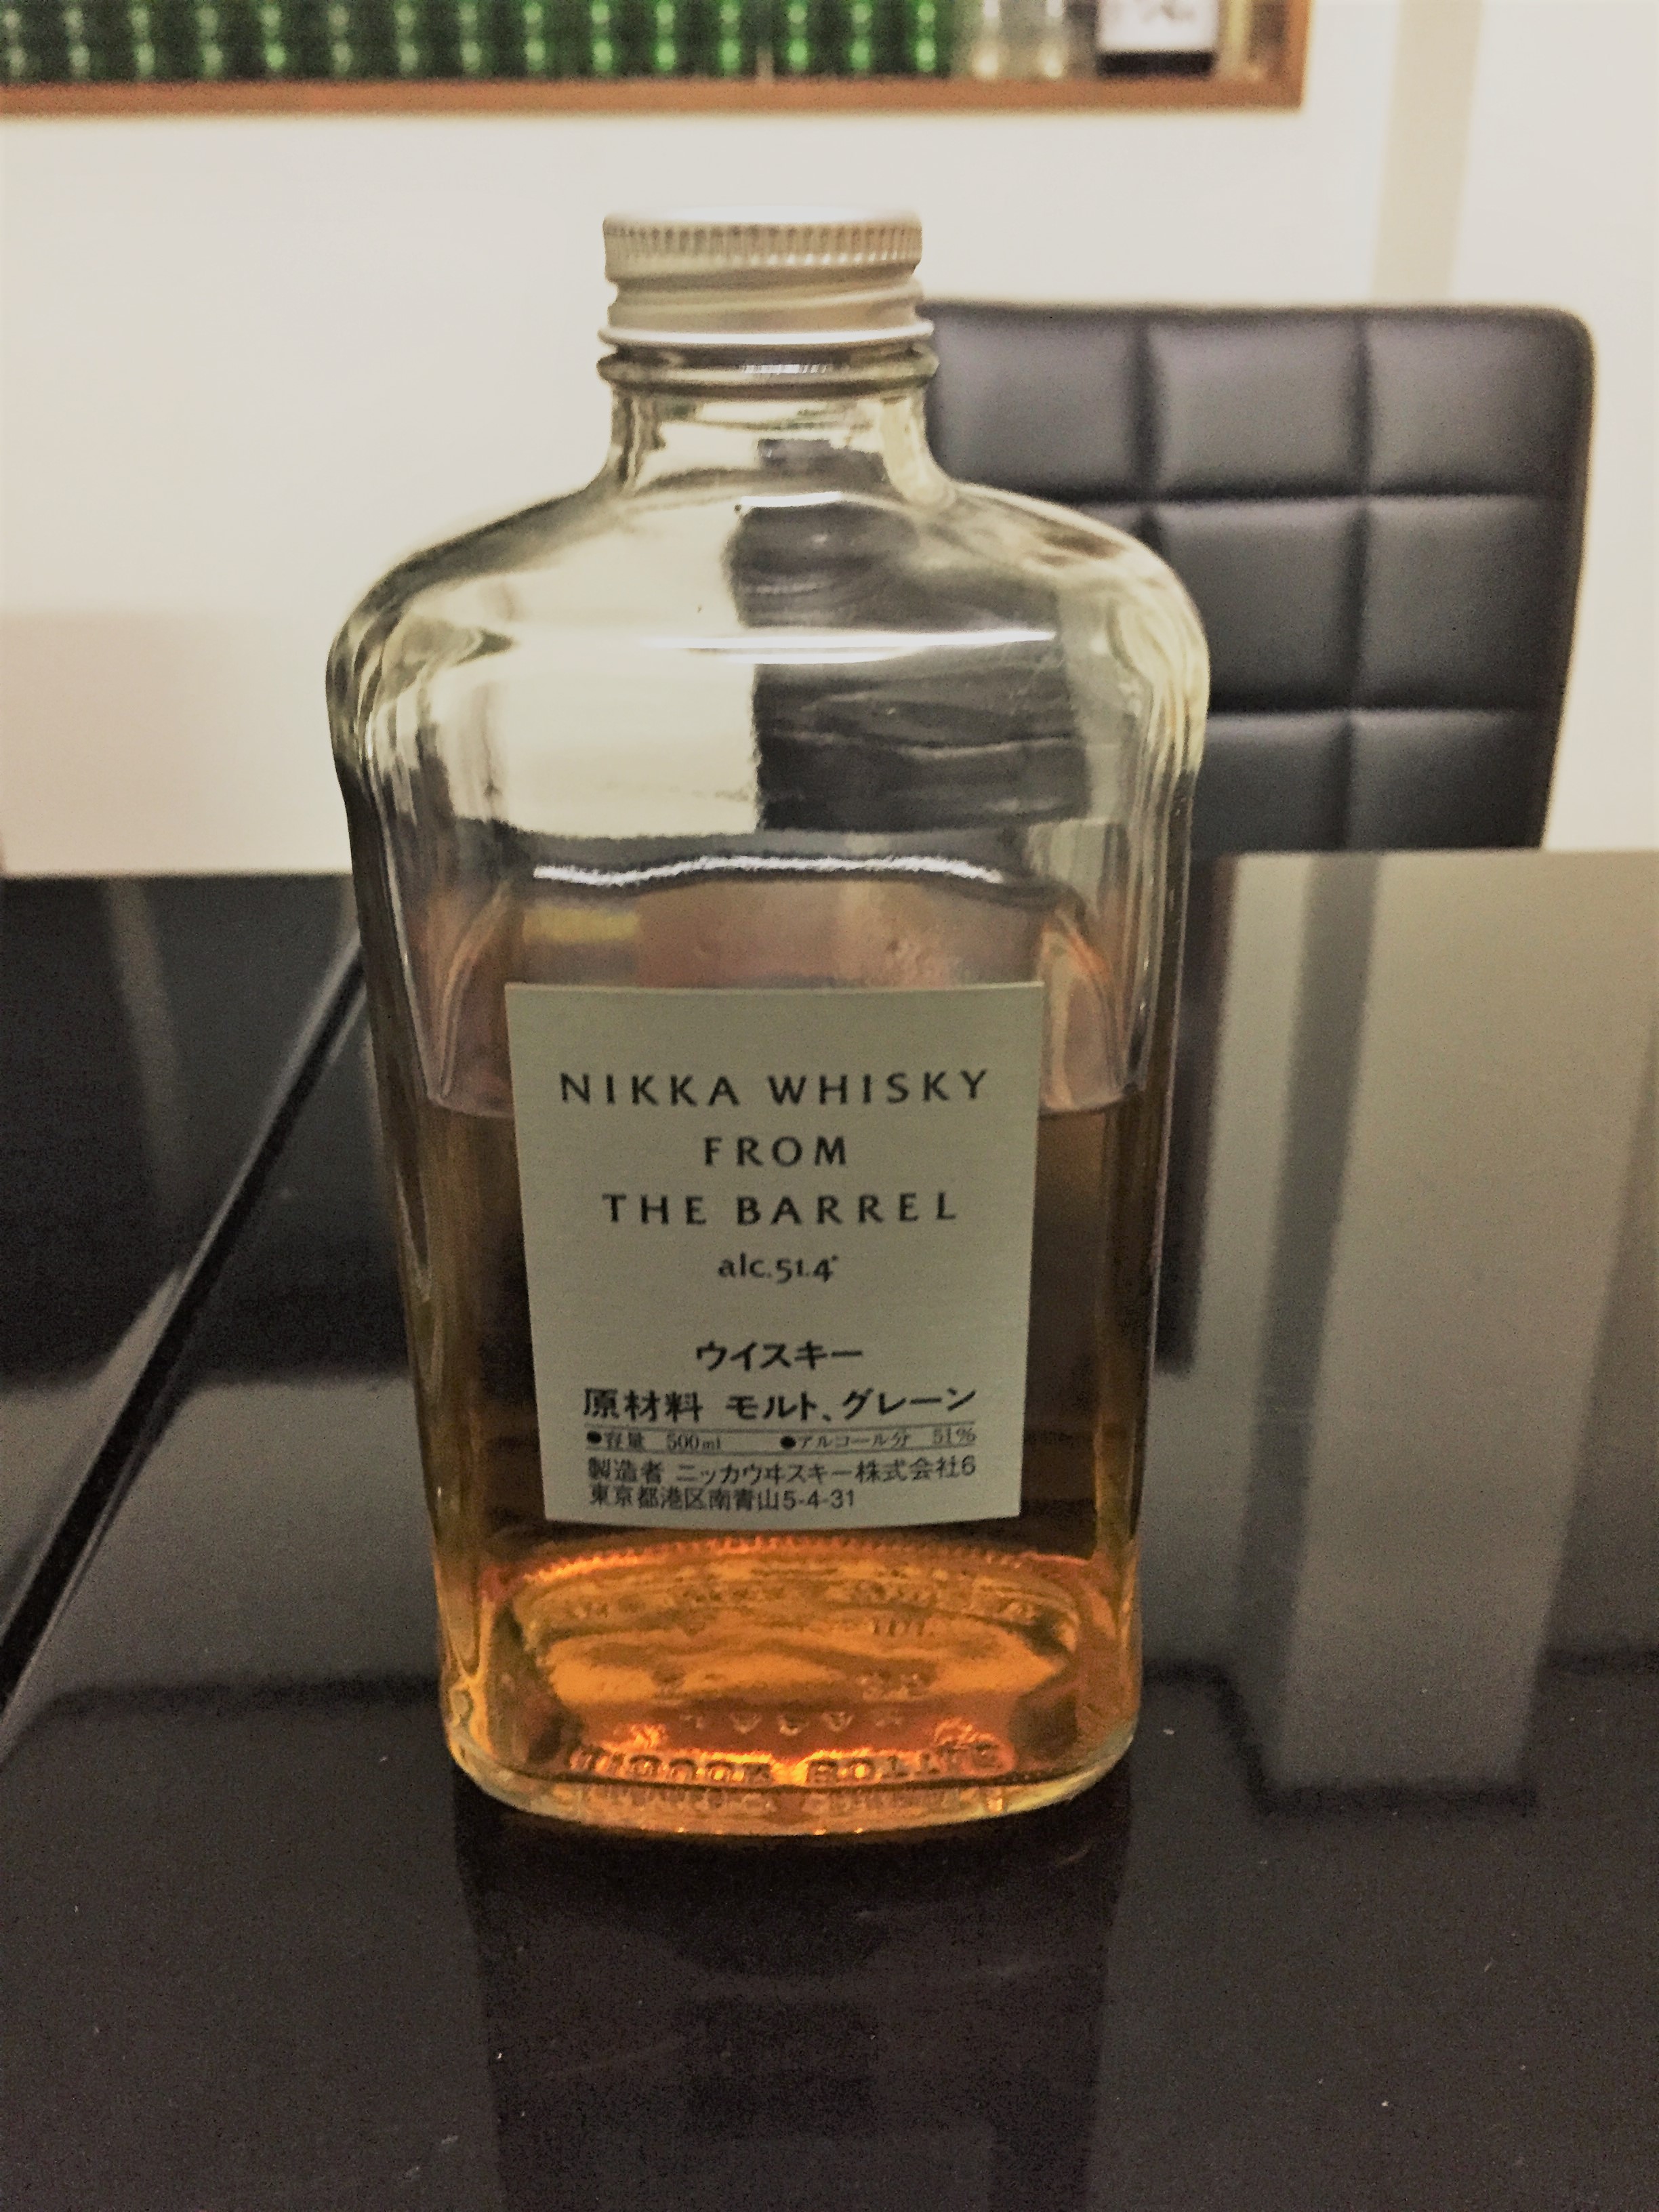 NIKKA WHISKY
FROM
THE BARREL
alc.51.4°
ウイスキー
原材料 モルト、グレーン
●容量 500ml ●アルコール分 51%
製造者 ニッカウヰスキー株式会社6
東京都港区南青山5-4-31